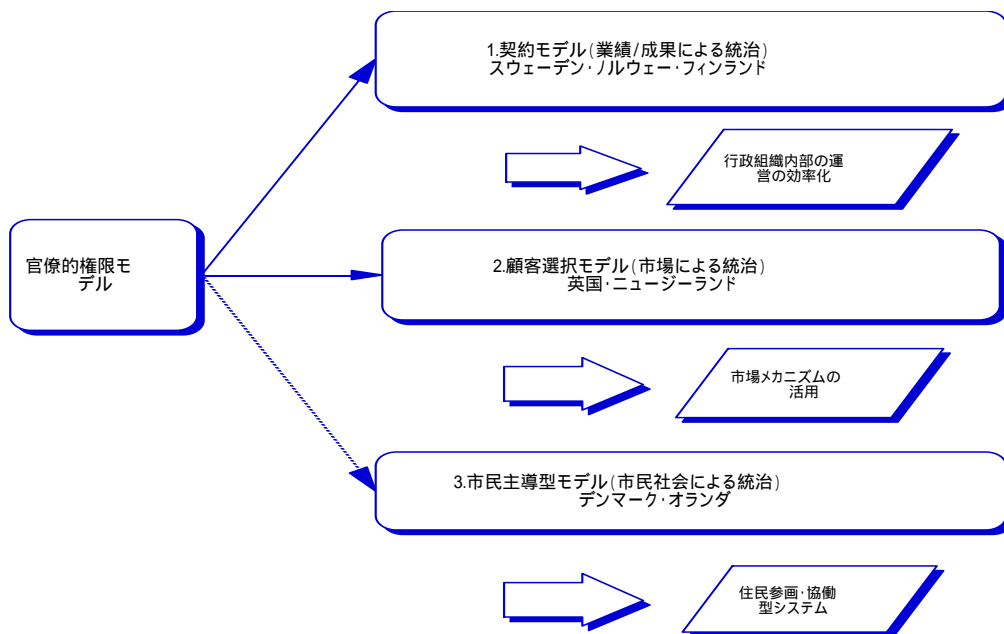 1.契約モデル(業績/成果による統治)
スウェーデン・ノルウェー・フィンランド
行政組織内部の運
営の効率化
官僚的権限モ
デル
2.顧客選択モデル(市場による統治)
英国・ニュージーランド
市場メカニズムの
活用
3.市民主導型モデル(市民社会による統治)
デンマーク・オランダ
住民参画・協働
型システム